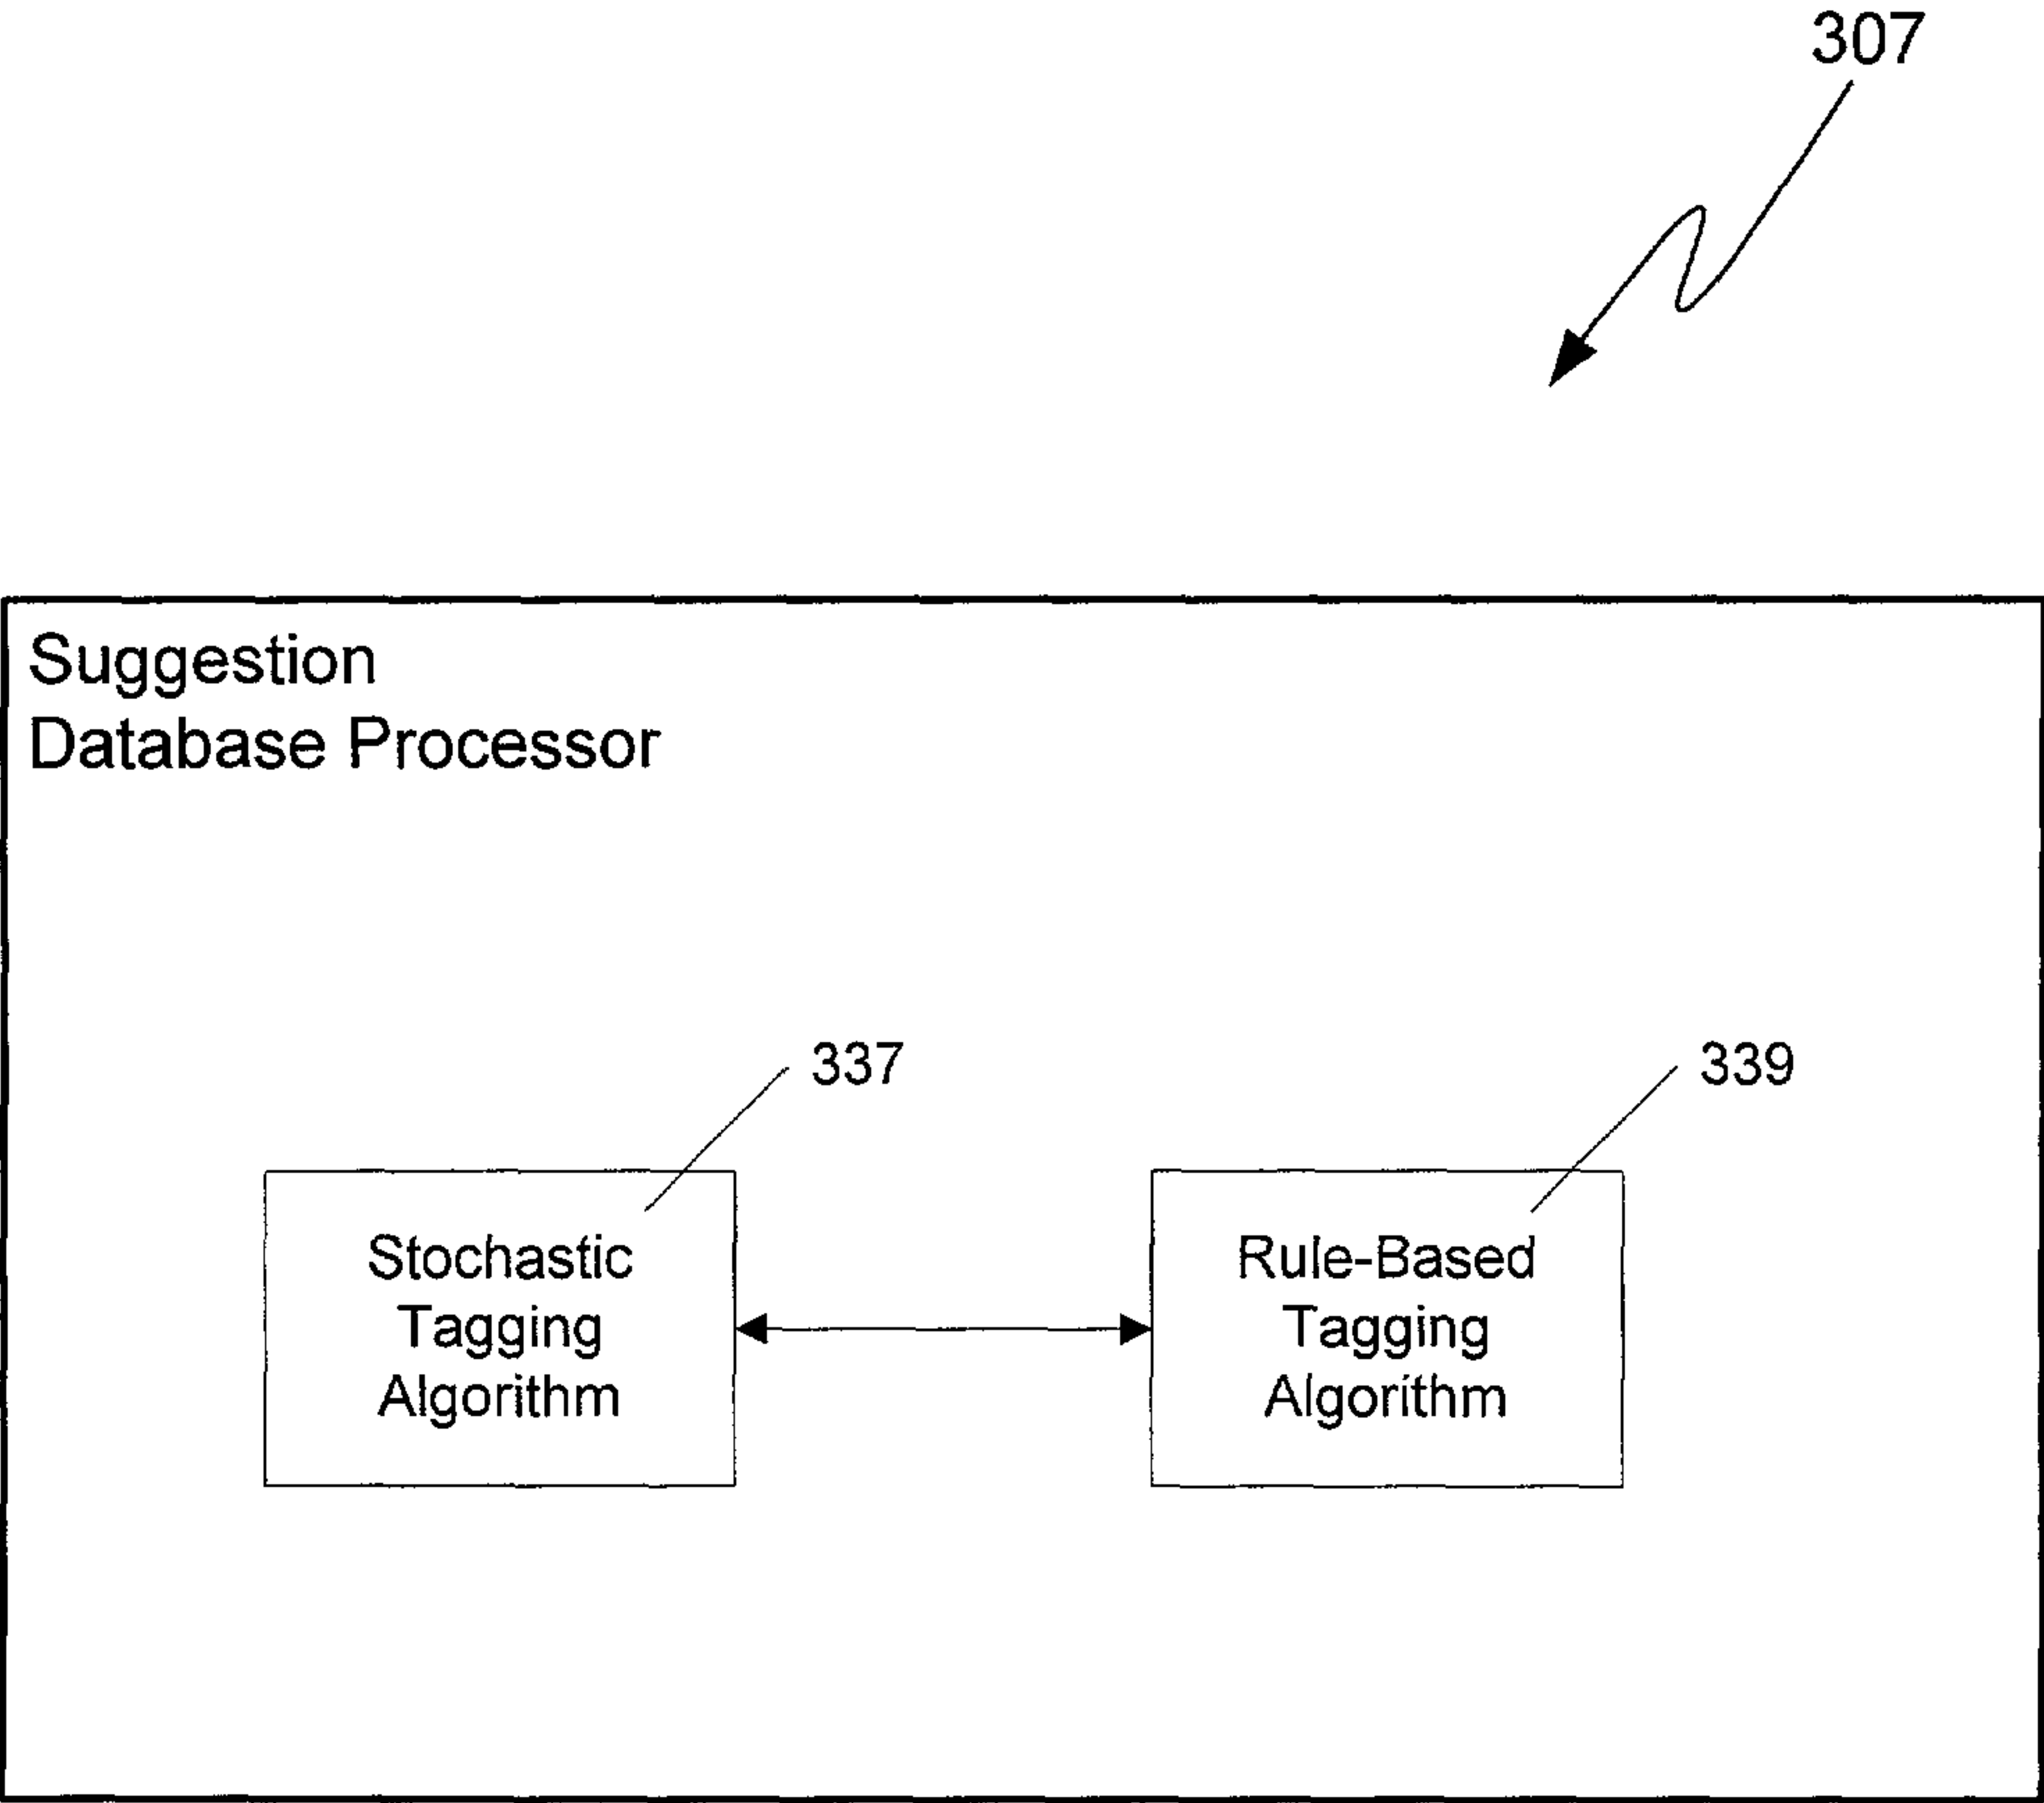 307
Suggestion
Database Processor
337
339
Stochastic
Tagging
Algorithm
Rule-Based
Tagging
Algorithm